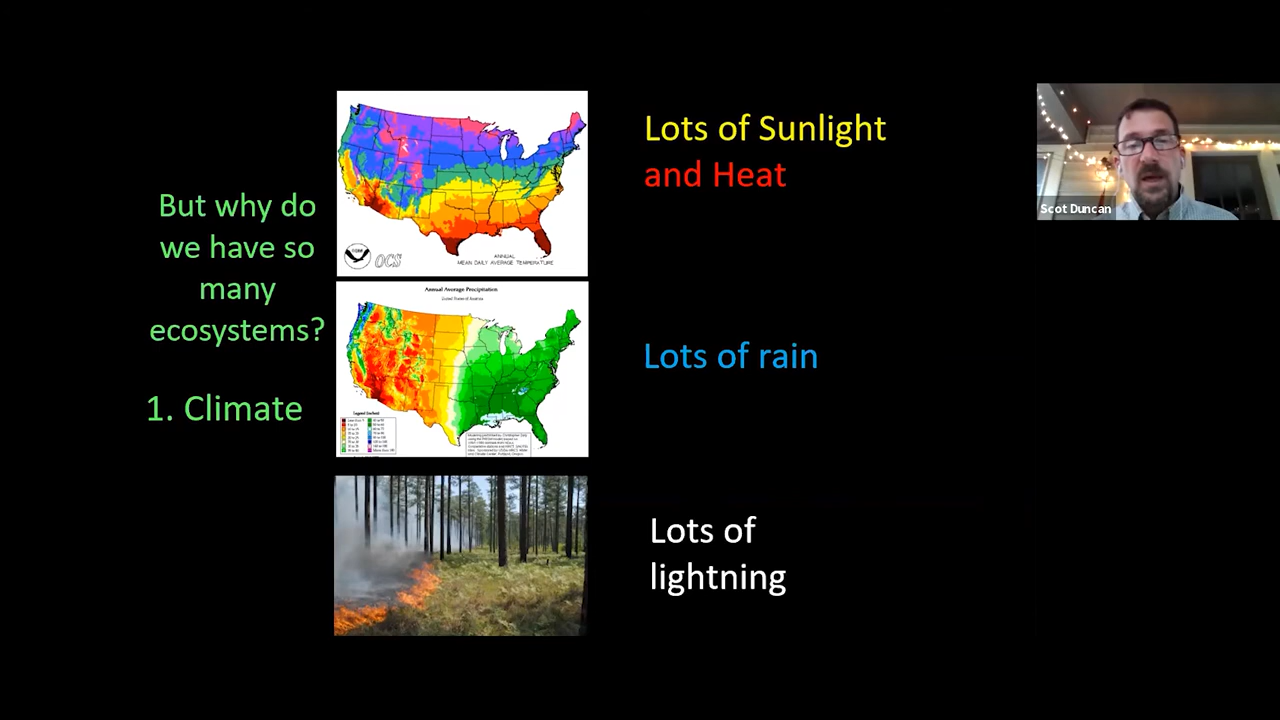 But why do
we have so
many
ecosystems?
1. Climate
OCS
ANNUAL
MEAN DAILY AVERAGE TEMPERATURE
Lots of Sunlight
and Heat
Annual Average Precipitation
United States of America
Lots of rain
Lots of
lightning
Scot Duncan